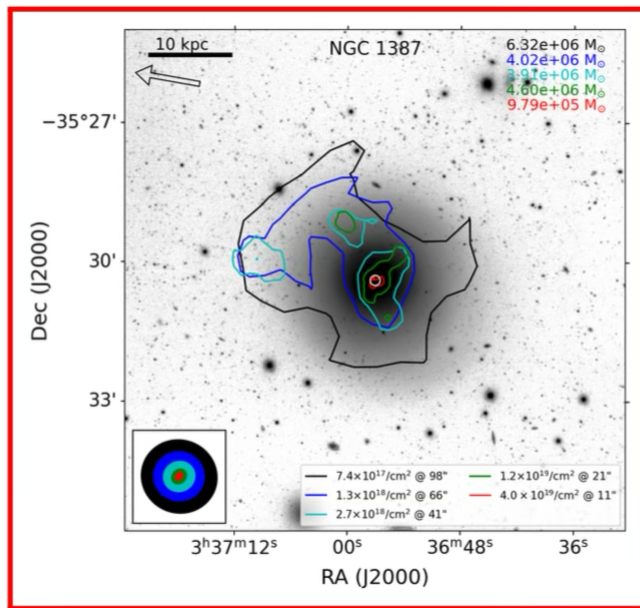 10 kpc
NGC 1387
6.32e+06 M☉
4.02e+06 M☉
3.91e+06 M☉
4.60e+06 M☉
9.79e+05 M☉
−35°27'
30'
33'
Dec (J2000)
7.4×10¹⁷/cm² @ 98"
1.3×10¹⁸/cm² @ 66"
2.7×10¹⁸/cm² @ 41"
1.2×10¹⁹/cm² @ 21"
4.0 × 10¹⁹/cm² @ 11"
3ʰ37ᵐ12ˢ 00ˢ 36ᵐ48ˢ 36ˢ
RA (J2000)